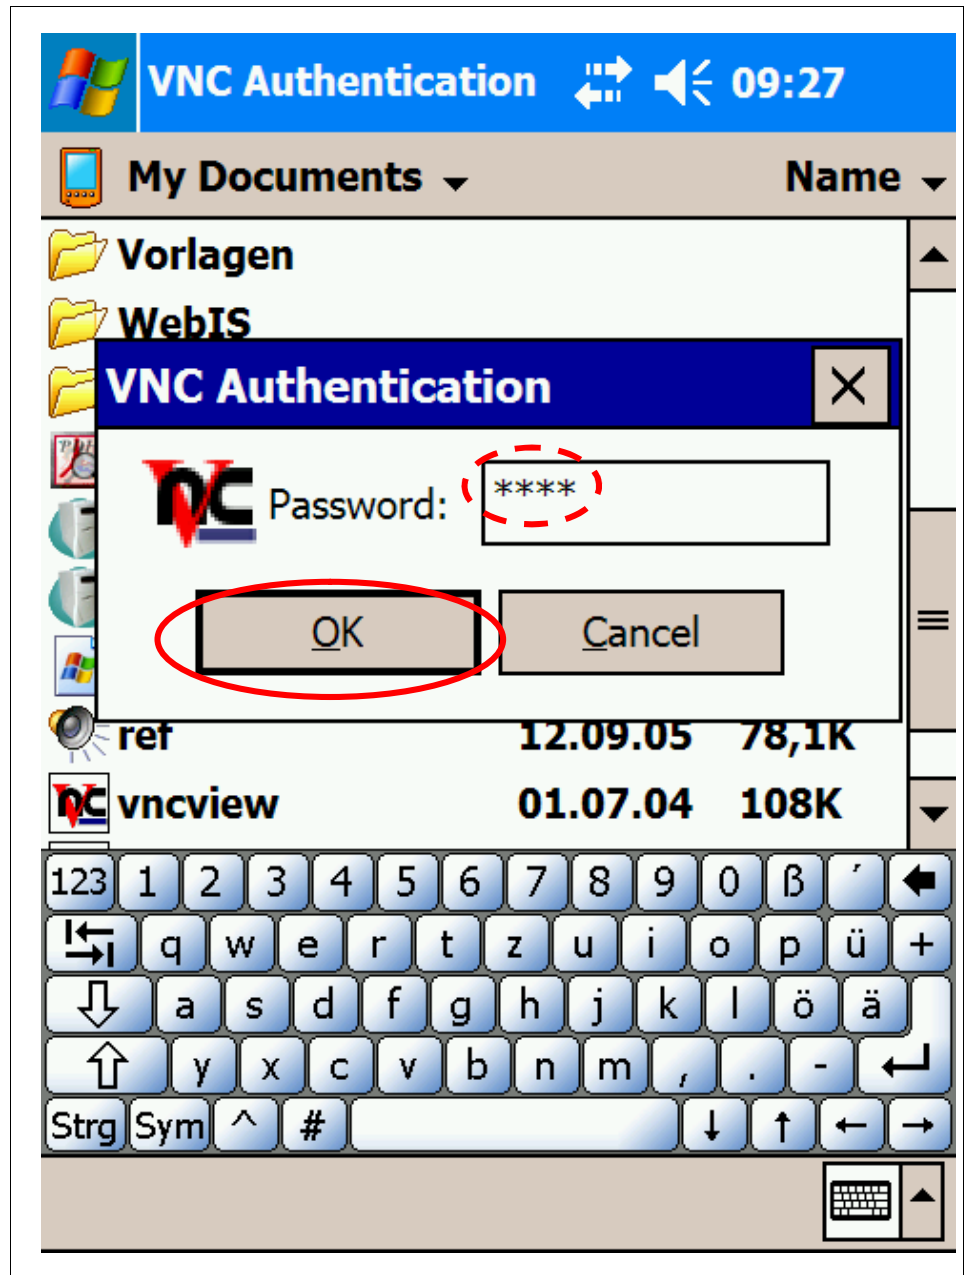 VNC Authentication 09:27
My Documents Name
Vorlagen
WebIS
VNC Authentication
Password: ****
OK Cancel
ref 12.09.05 78,1K
vncview 01.07.04 108K
123 1 2 3 4 5 6 7 8 9 0 ß ´
q w e r t z u i o p ü +
a s d f g h j k l ö ä
y x c v b n m , . -
Strg Sym ^ # ↓ ↑ ← →